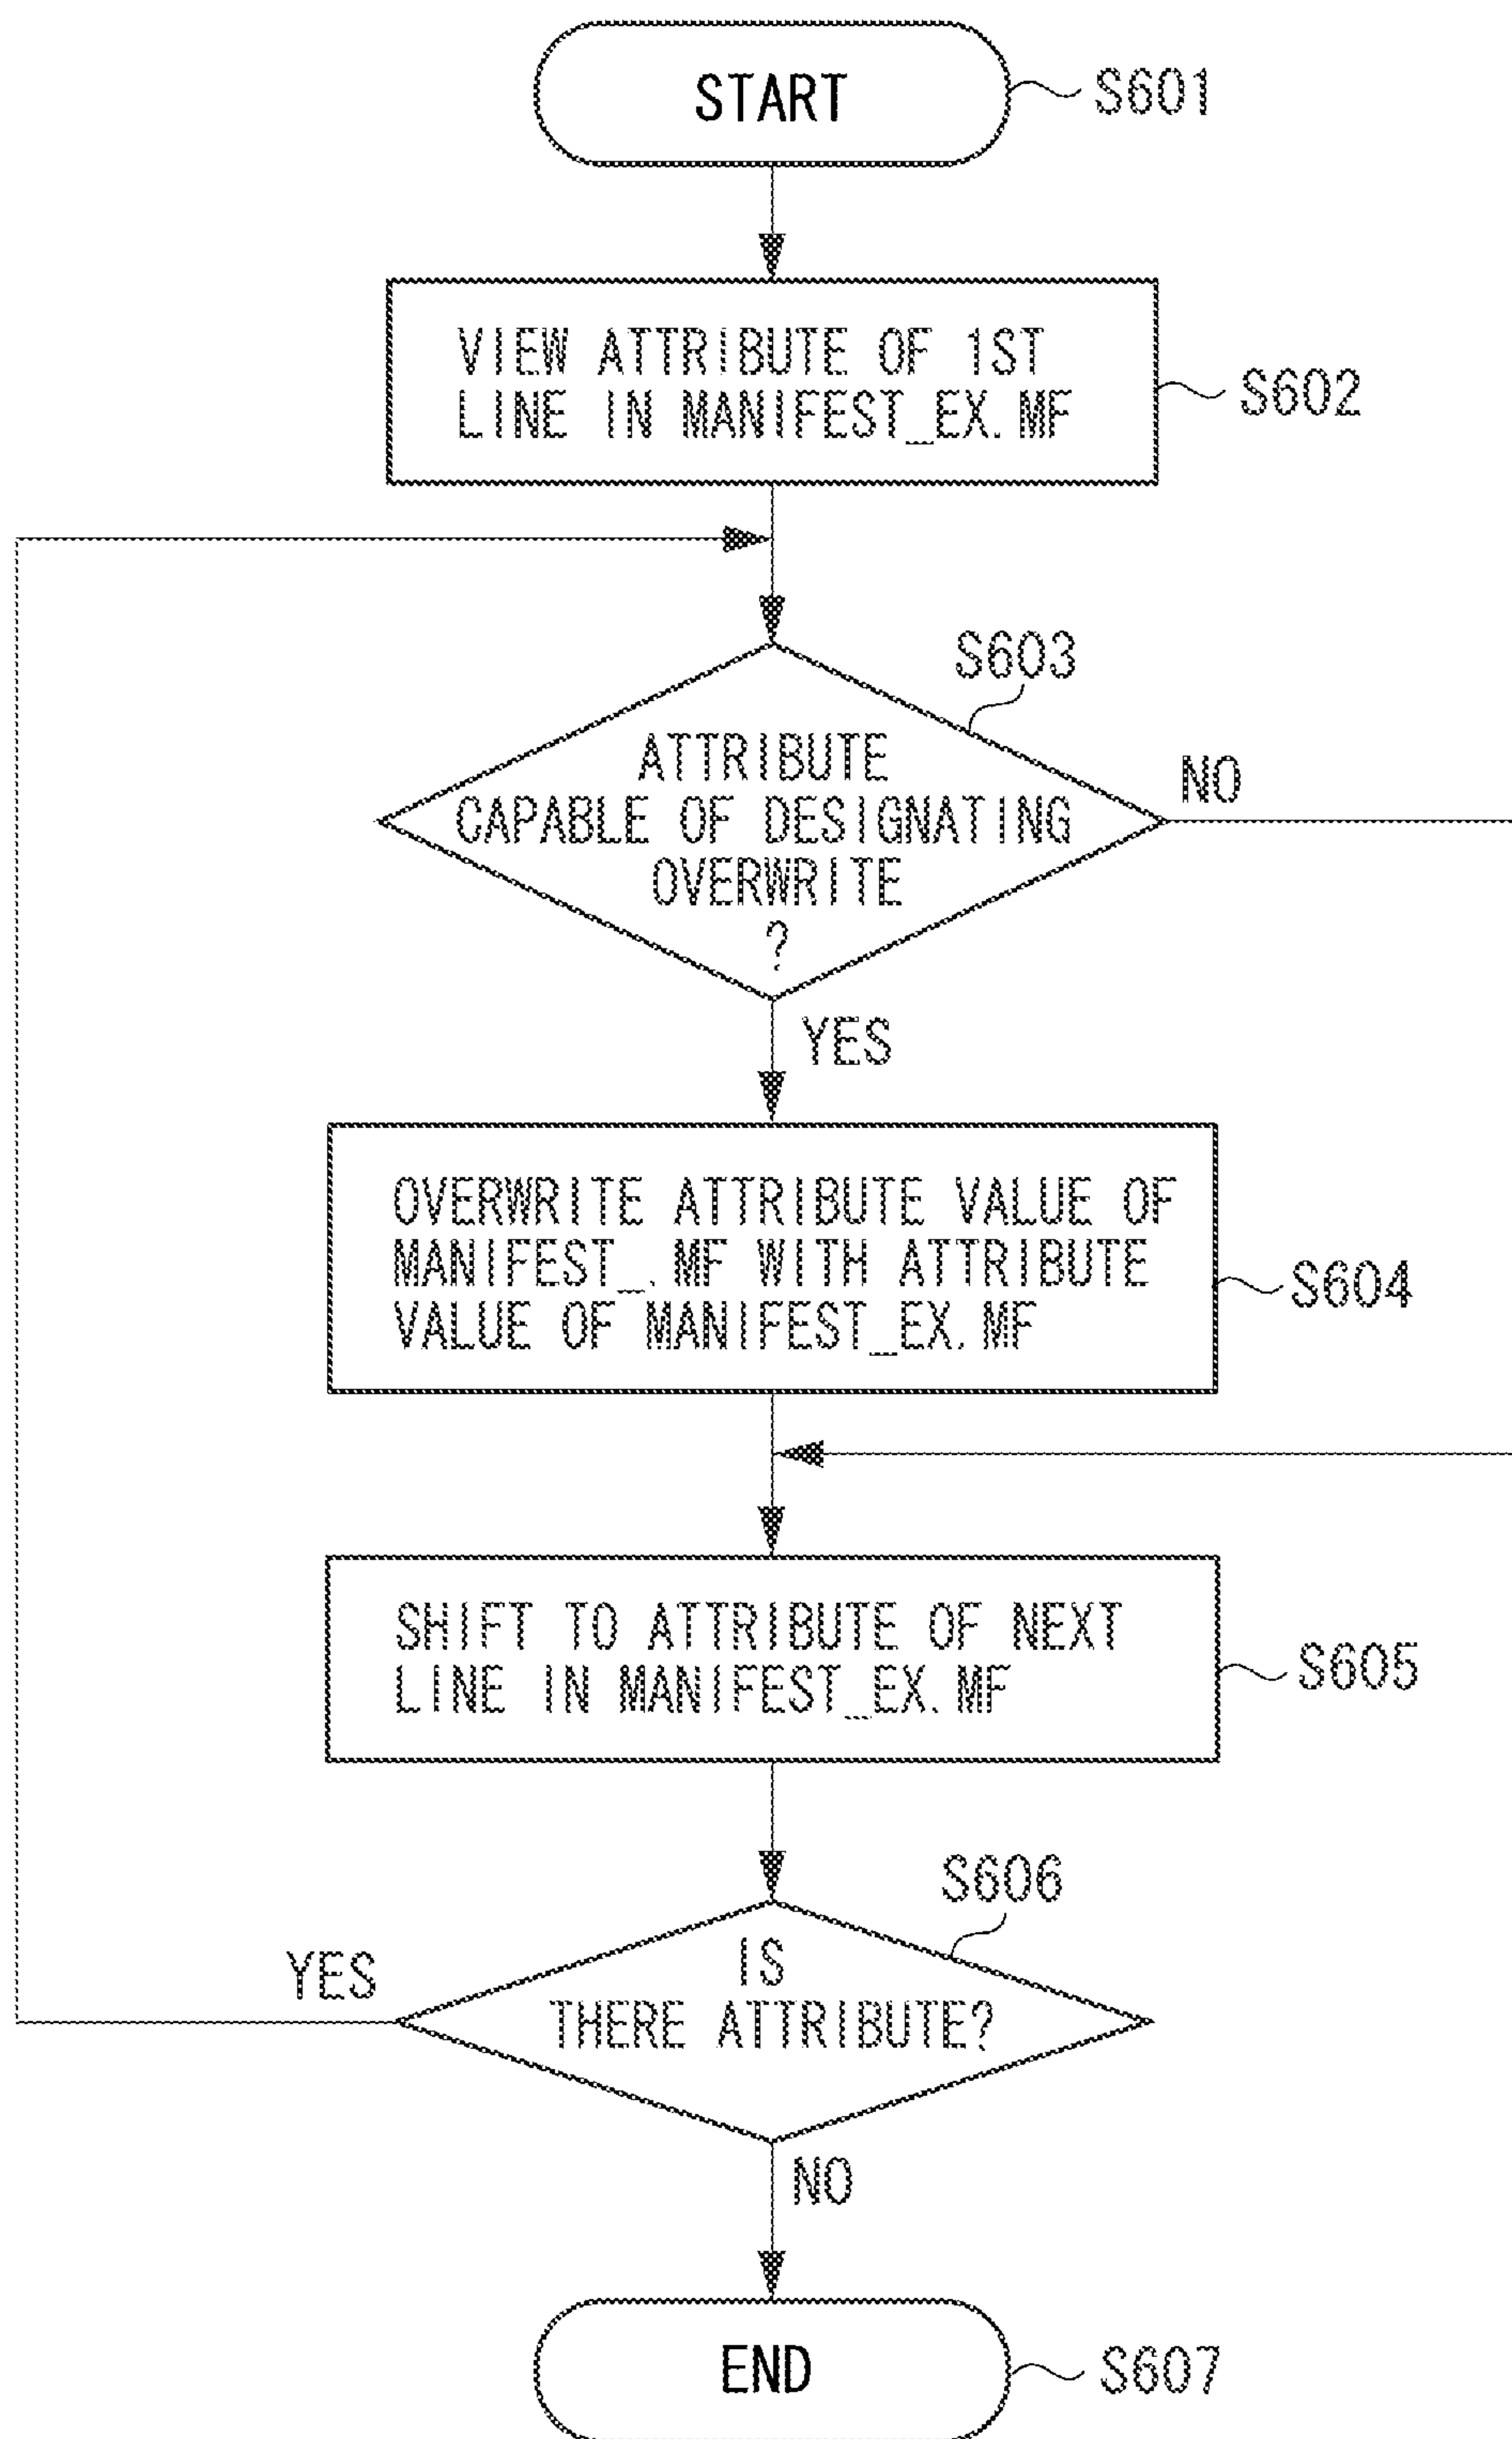 START
S601
VIEW ATTRIBUTE OF 1ST
LINE IN MANIFEST_EX.MF
S602
S603
ATTRIBUTE
CAPABLE OF DESIGNATING
OVERWRITE
?
NO
YES
OVERWRITE ATTRIBUTE VALUE OF
MANIFEST_.MF WITH ATTRIBUTE
VALUE OF MANIFEST_EX.MF
S604
SHIFT TO ATTRIBUTE OF NEXT
LINE IN MANIFEST_EX.MF
S605
S606
IS
THERE ATTRIBUTE?
YES
NO
END
S607